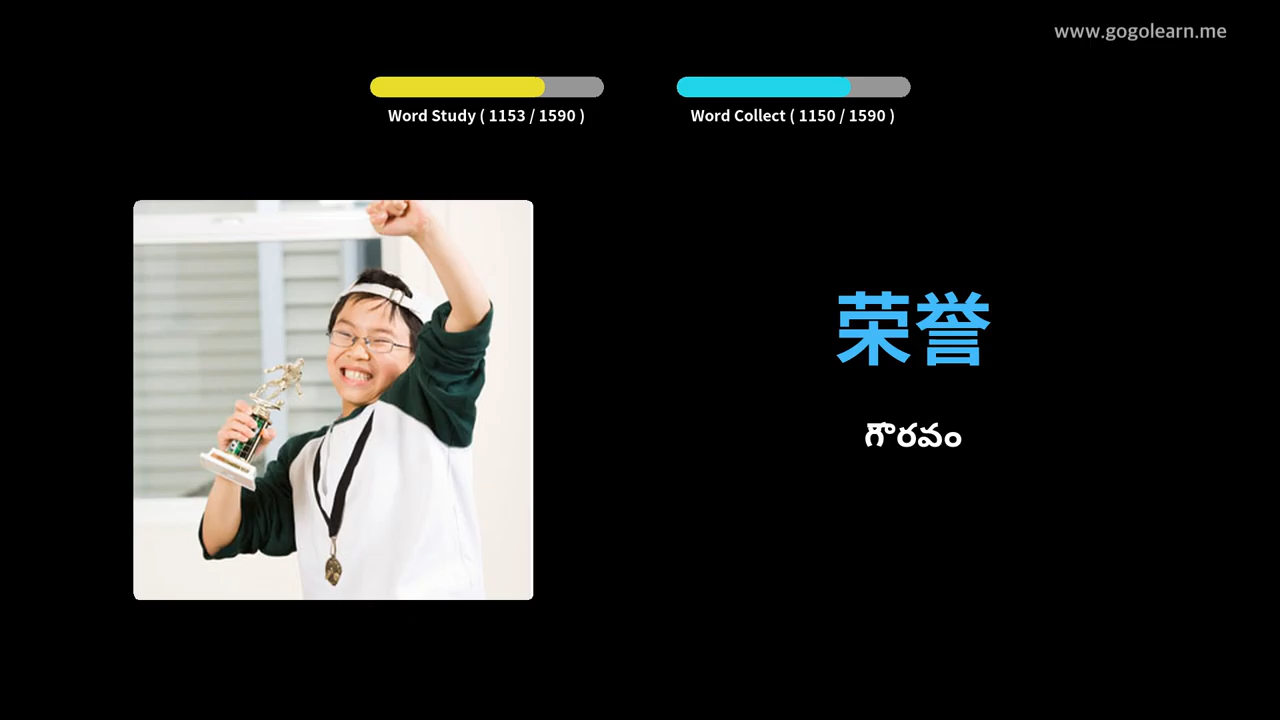 www.gogolearn.me
Word Study ( 1153 / 1590 )
Word Collect ( 1150 / 1590 )
荣誉
గౌరవం